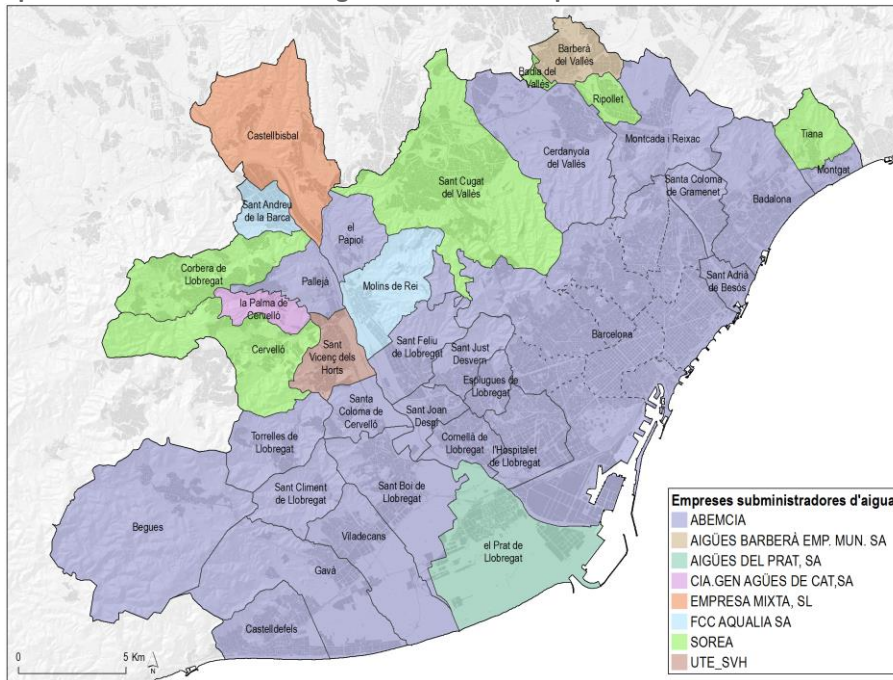 Barberà
del Vallès
Badia del
Vallès
Ripollet
Castellbisbal
Tiana
Cerdanyola
del Vallès
Montcada i Reixac
Montgat
Sant Cugat
del Vallès
Santa Coloma
de Gramenet
Badalona
Sant Andreu
de la Barca
el
Papiol
Corbera de
Llobregat
Pallejà
Molins de Rei
Sant Adrià
de Besòs
la Palma de
Cervelló
Barcelona
Cervelló
Sant
Vicenç dels
Horts
Sant Feliu
de Llobregat
Sant Just
Desvern
Esplugues de
Llobregat
Santa
Coloma de
Cervelló
Sant Joan
Despí
Torrelles de
Llobregat
Cornellà de
Llobregat
l'Hospitalet
de Llobregat
Sant Climent
de Llobregat
Sant Boi de
Llobregat
Begues
Viladecans
el Prat de
Llobregat
Gavà
Castelldefels
0 5 Km
N
Empreses subministradores d'aigua
ABEMCIA
AIGÜES BARBERÀ EMP. MUN. SA
AIGÜES DEL PRAT, SA
CIA.GEN AGÜES DE CAT,SA
EMPRESA MIXTA, SL
FCC AQUALIA SA
SOREA
UTE_SVH